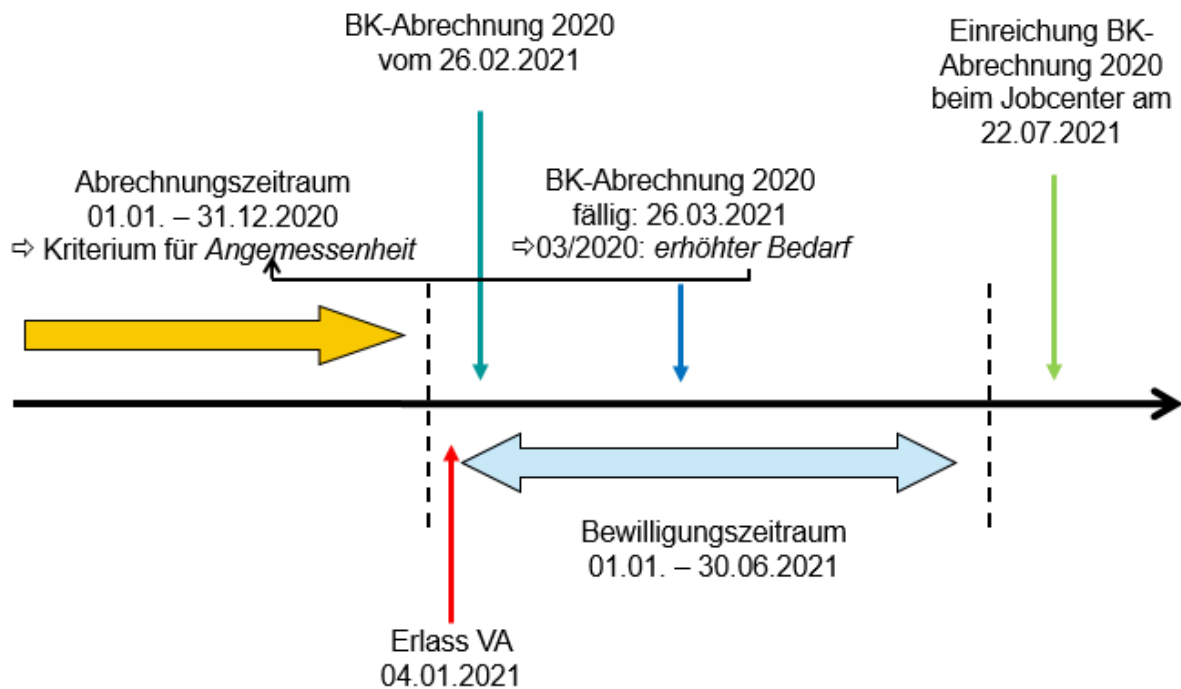 BK-Abrechnung 2020
vom 26.02.2021
Einreichung BK-
Abrechnung 2020
beim Jobcenter am
22.07.2021
Abrechnungszeitraum
01.01. – 31.12.2020
⇨ Kriterium für Angemessenheit
BK-Abrechnung 2020
fällig: 26.03.2021
⇨03/2020: erhöhter Bedarf
Bewilligungszeitraum
01.01. – 30.06.2021
Erlass VA
04.01.2021